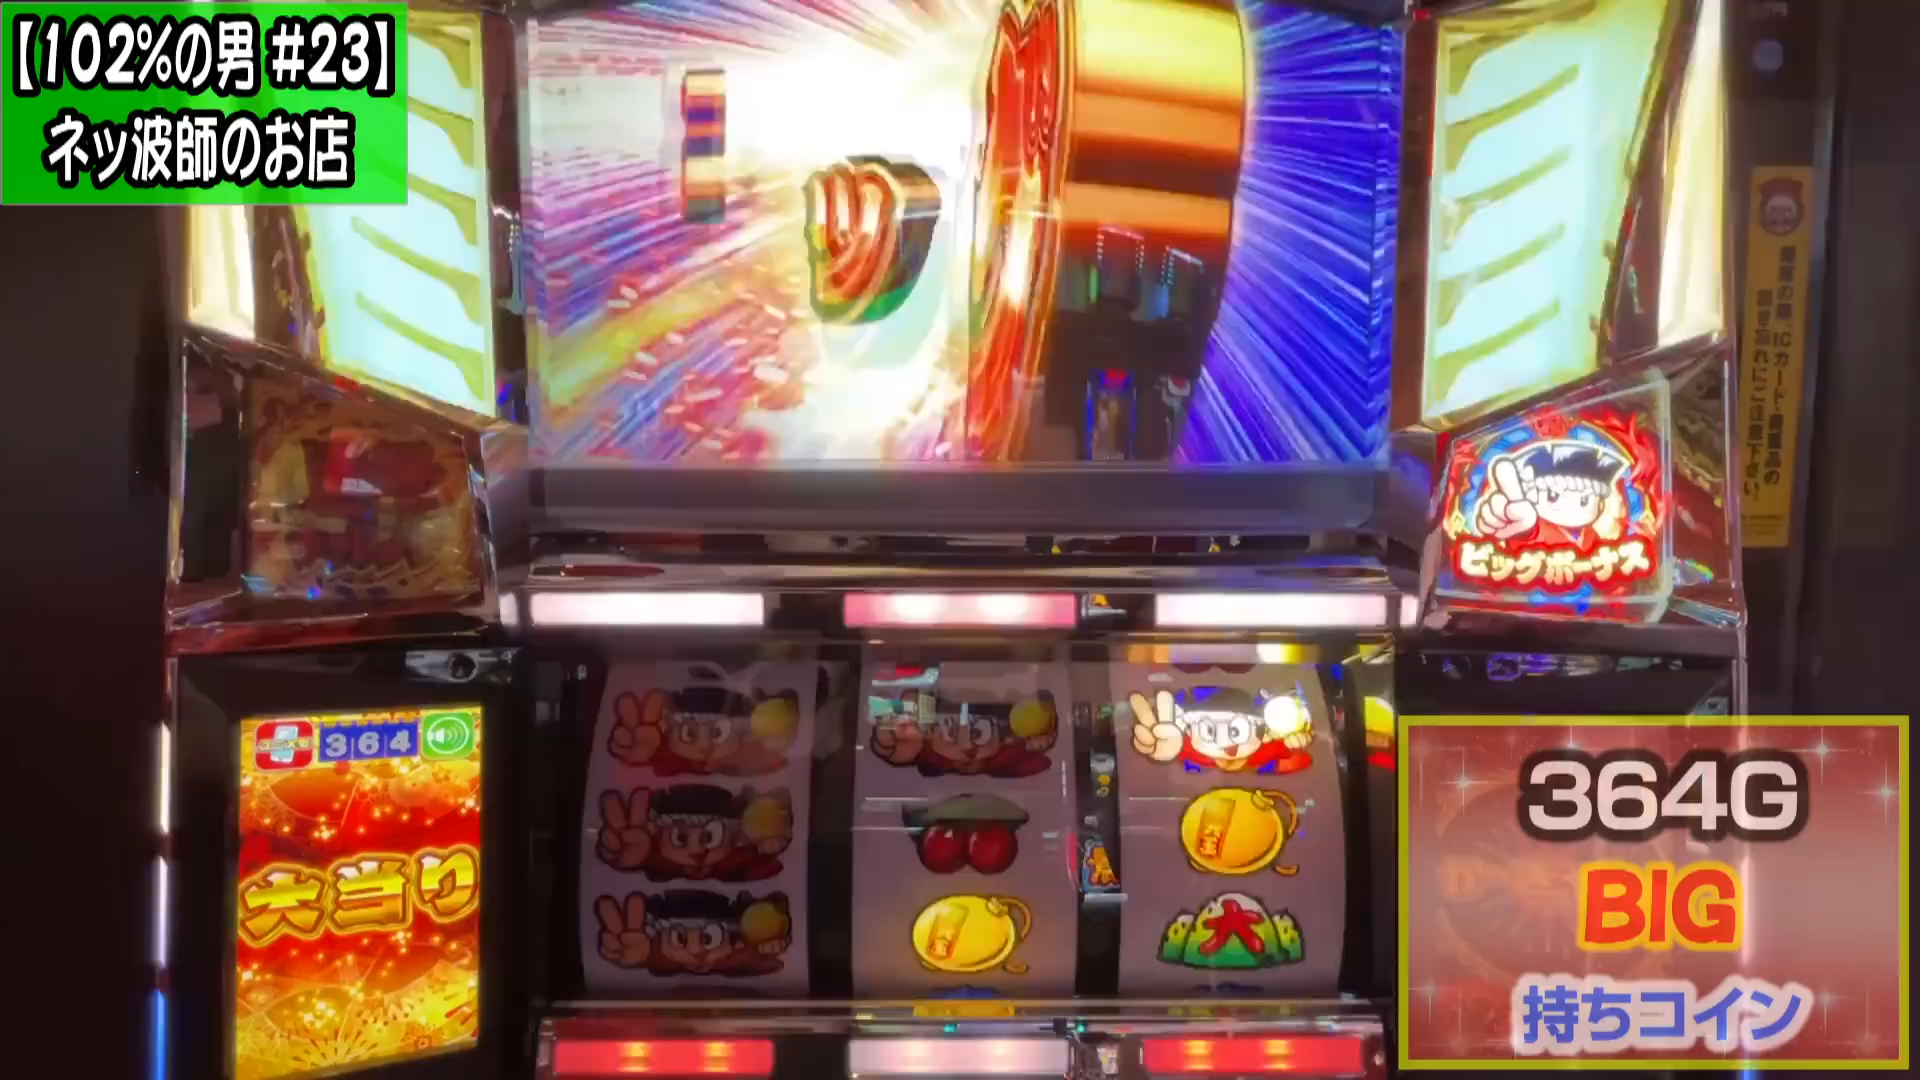 【102%の男 #23】
ネッ波師のお店
ビッグボーナス
364
大当り
大
364G
BIG
持ちコイン